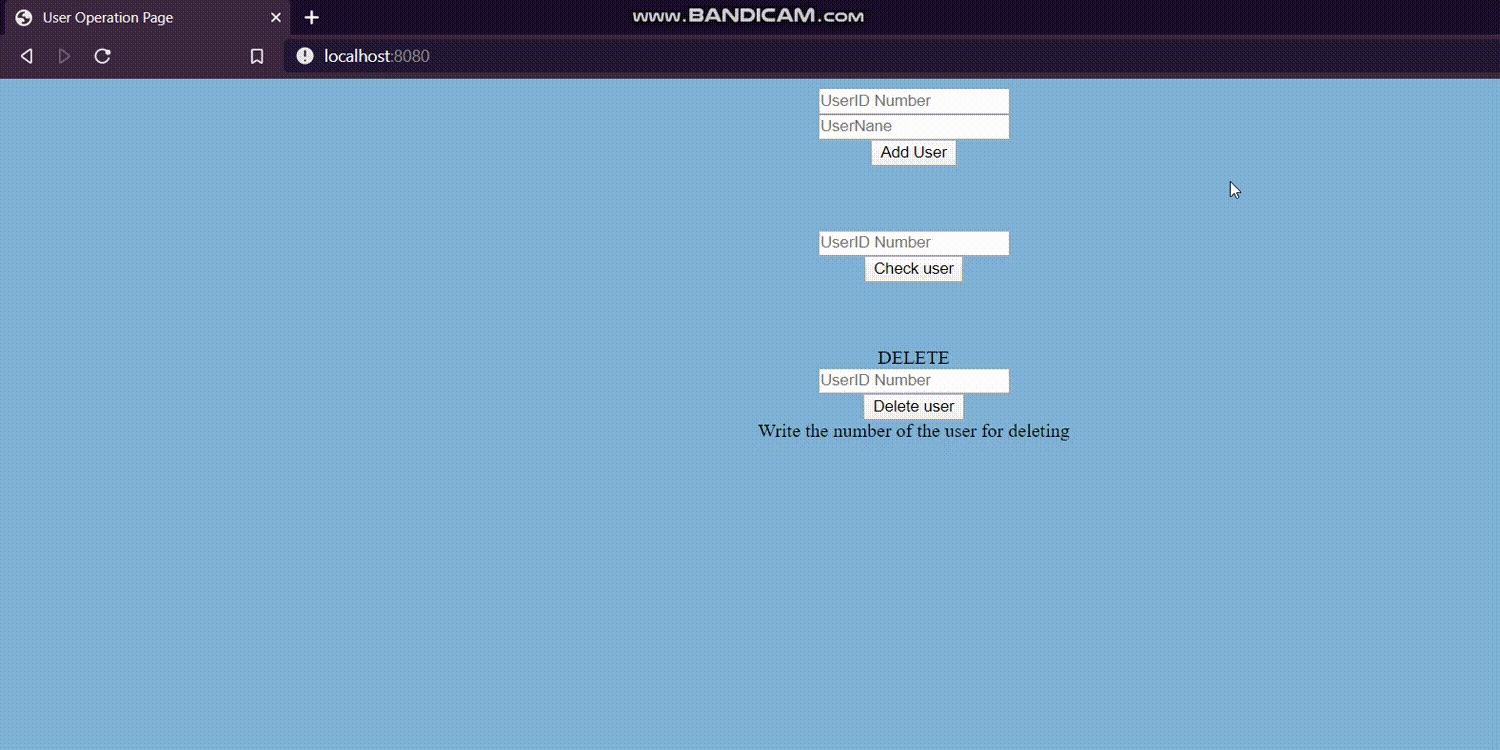 User Operation Page
www.BANDICAM.com
localhost:8080
UserID Number
UserNane
Add User
UserID Number
Check user
DELETE
UserID Number
Delete user
Write the number of the user for deleting